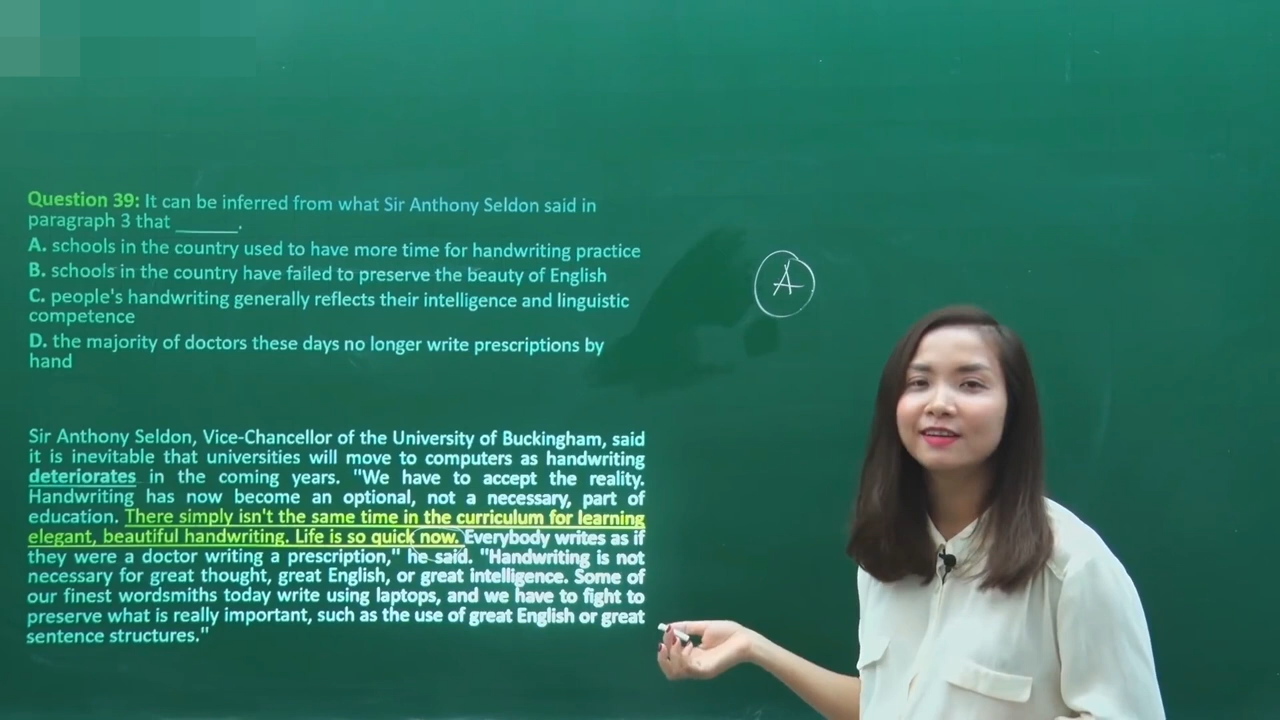 Question 39: It can be inferred from what Sir Anthony Seldon said in
paragraph 3 that ______.
A. schools in the country used to have more time for handwriting practice
B. schools in the country have failed to preserve the beauty of English
C. people's handwriting generally reflects their intelligence and linguistic
competence
D. the majority of doctors these days no longer write prescriptions by
hand
A
Sir Anthony Seldon, Vice-Chancellor of the University of Buckingham, said
it is inevitable that universities will move to computers as handwriting
deteriorates in the coming years. "We have to accept the reality.
Handwriting has now become an optional, not a necessary, part of
education. There simply isn't the same time in the curriculum for learning
elegant, beautiful handwriting. Life is so quick now. Everybody writes as if
they were a doctor writing a prescription," he said. "Handwriting is not
necessary for great thought, great English, or great intelligence. Some of
our finest wordsmiths today write using laptops, and we have to fight to
preserve what is really important, such as the use of great English or great
sentence structures."